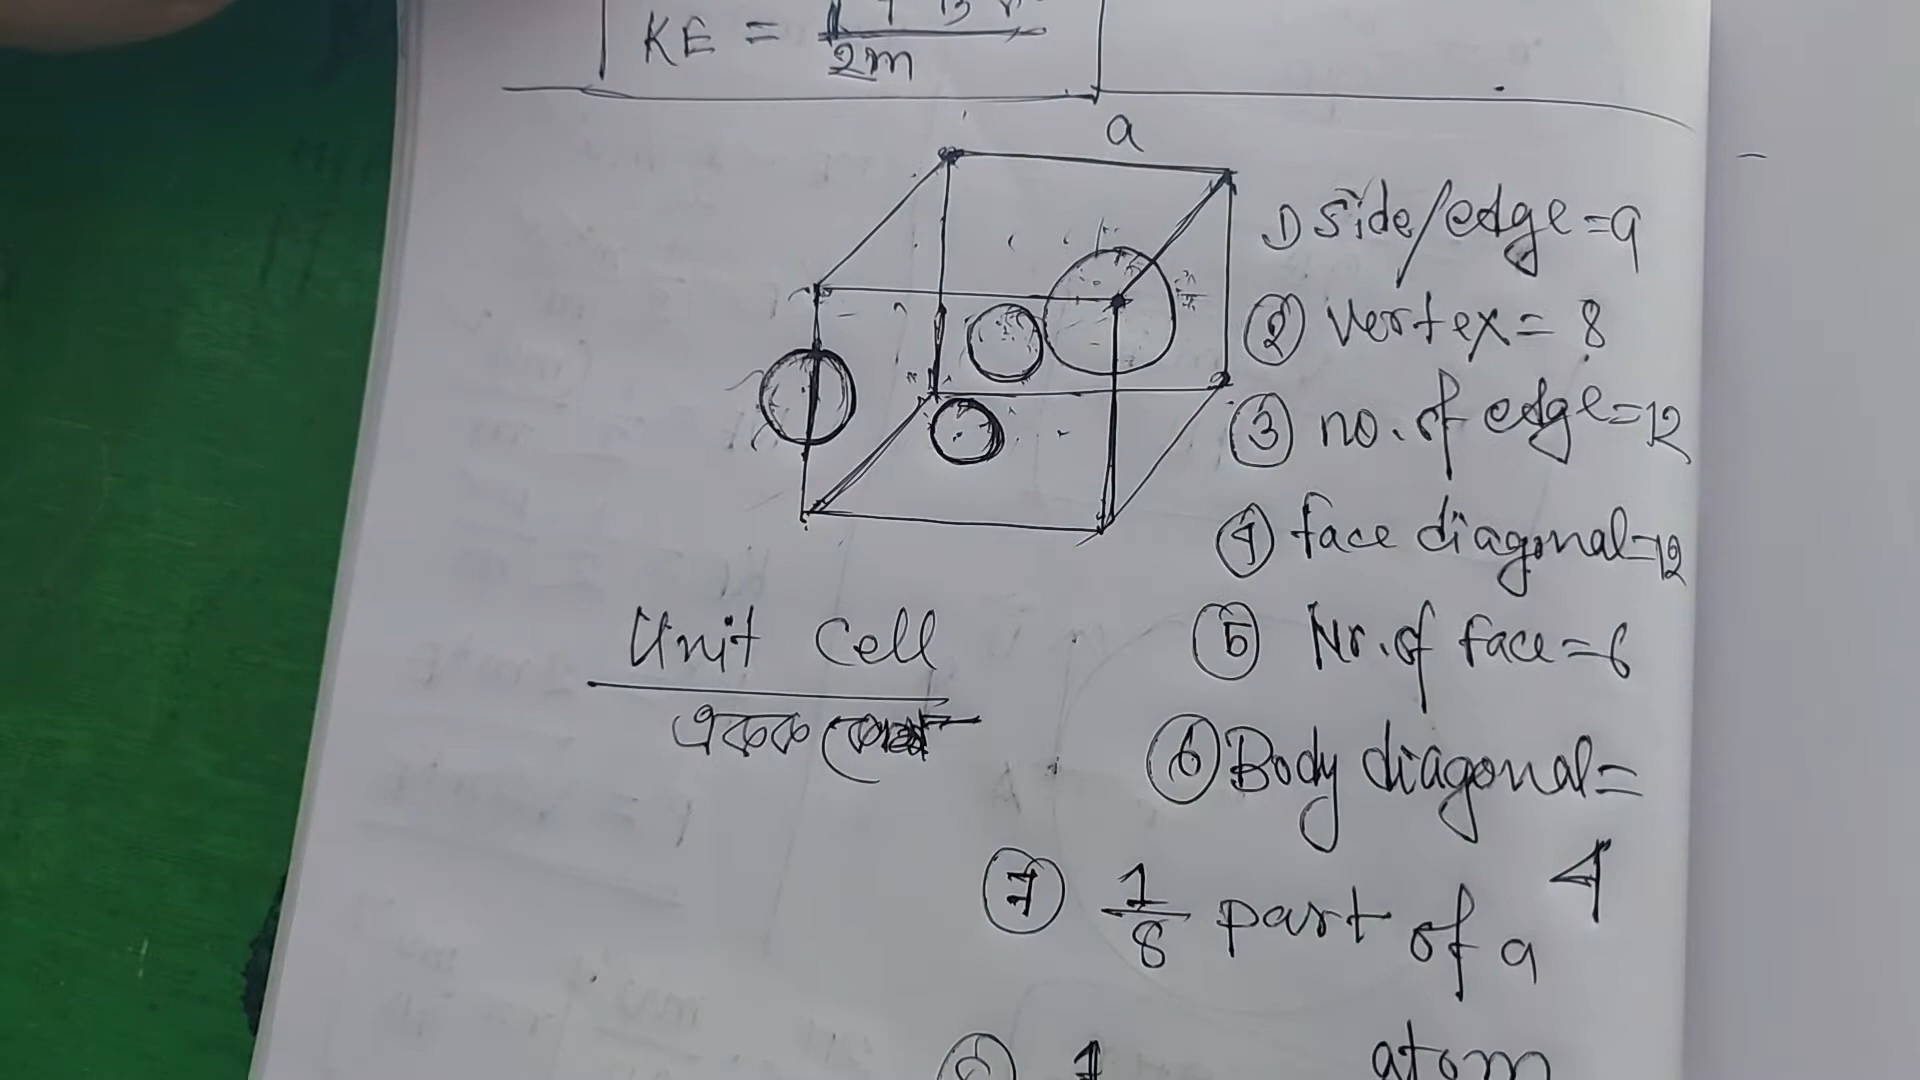 KE = 2m
a
1) Side/edge=a
② Vertex= 8
③ no. of edge=12
④ face diagonal=12
⑤ Nr. of face=6
⑥ Body diagonal=
4
⑦ 1/8 part of a
atom
Unit Cell
একক